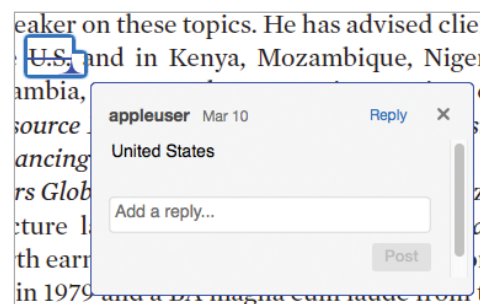 eaker on these topics. He has advised clie
U.S. and in Kenya, Mozambique, Niger
ambia,
appleuser Mar 10 Reply
source
United States
ancing
rs Glob
Add a reply...
cture
th earn
Post
in 1979 and a BA magna cum laude from